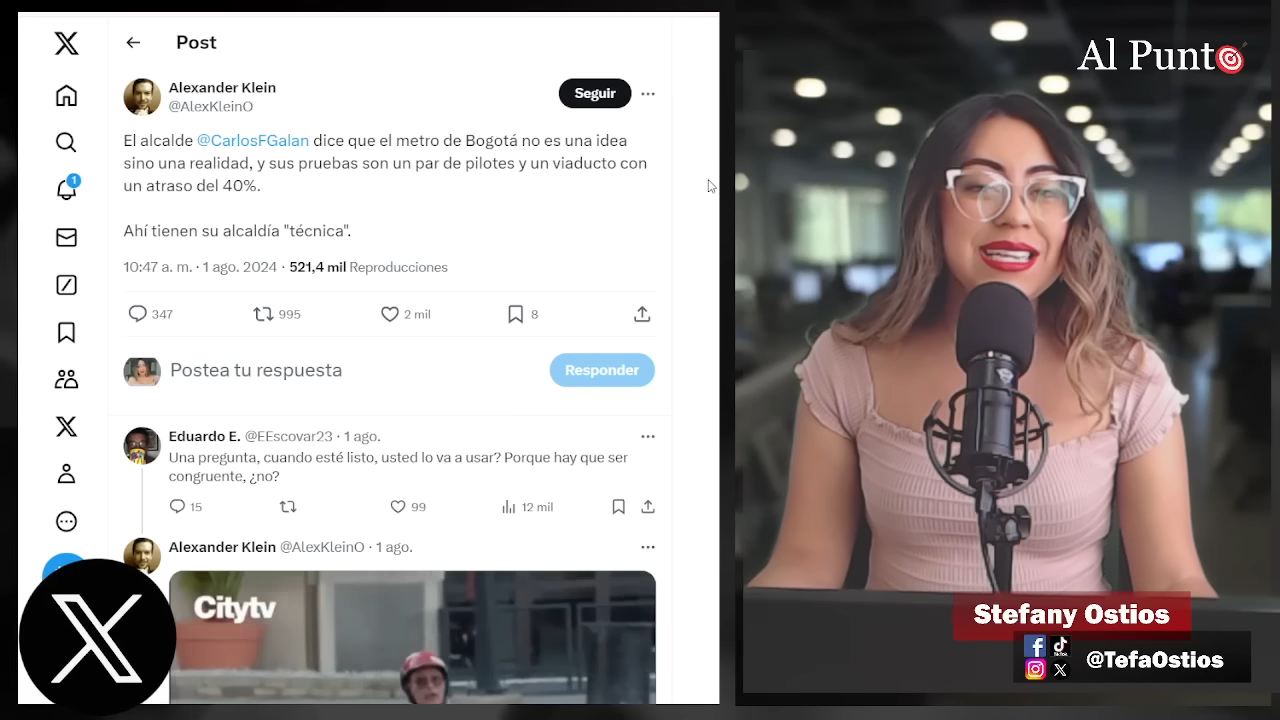 Post
Alexander Klein
@AlexKleinO
Seguir
El alcalde @CarlosFGalan dice que el metro de Bogotá no es una idea
sino una realidad, y sus pruebas son un par de pilotes y un viaducto con
un atraso del 40%.
Ahí tienen su alcaldía "técnica".
10:47 a. m. · 1 ago. 2024 · 521,4 mil Reproducciones
347 995 2 mil 8
Postea tu respuesta
Responder
Eduardo E. @EEscovar23 · 1 ago.
Una pregunta, cuando esté listo, usted lo va a usar? Porque hay que ser
congruente, ¿no?
15 99 12 mil
Alexander Klein @AlexKleinO · 1 ago.
Citytv
1
Al Punto
Stefany Ostios
@TefaOstios